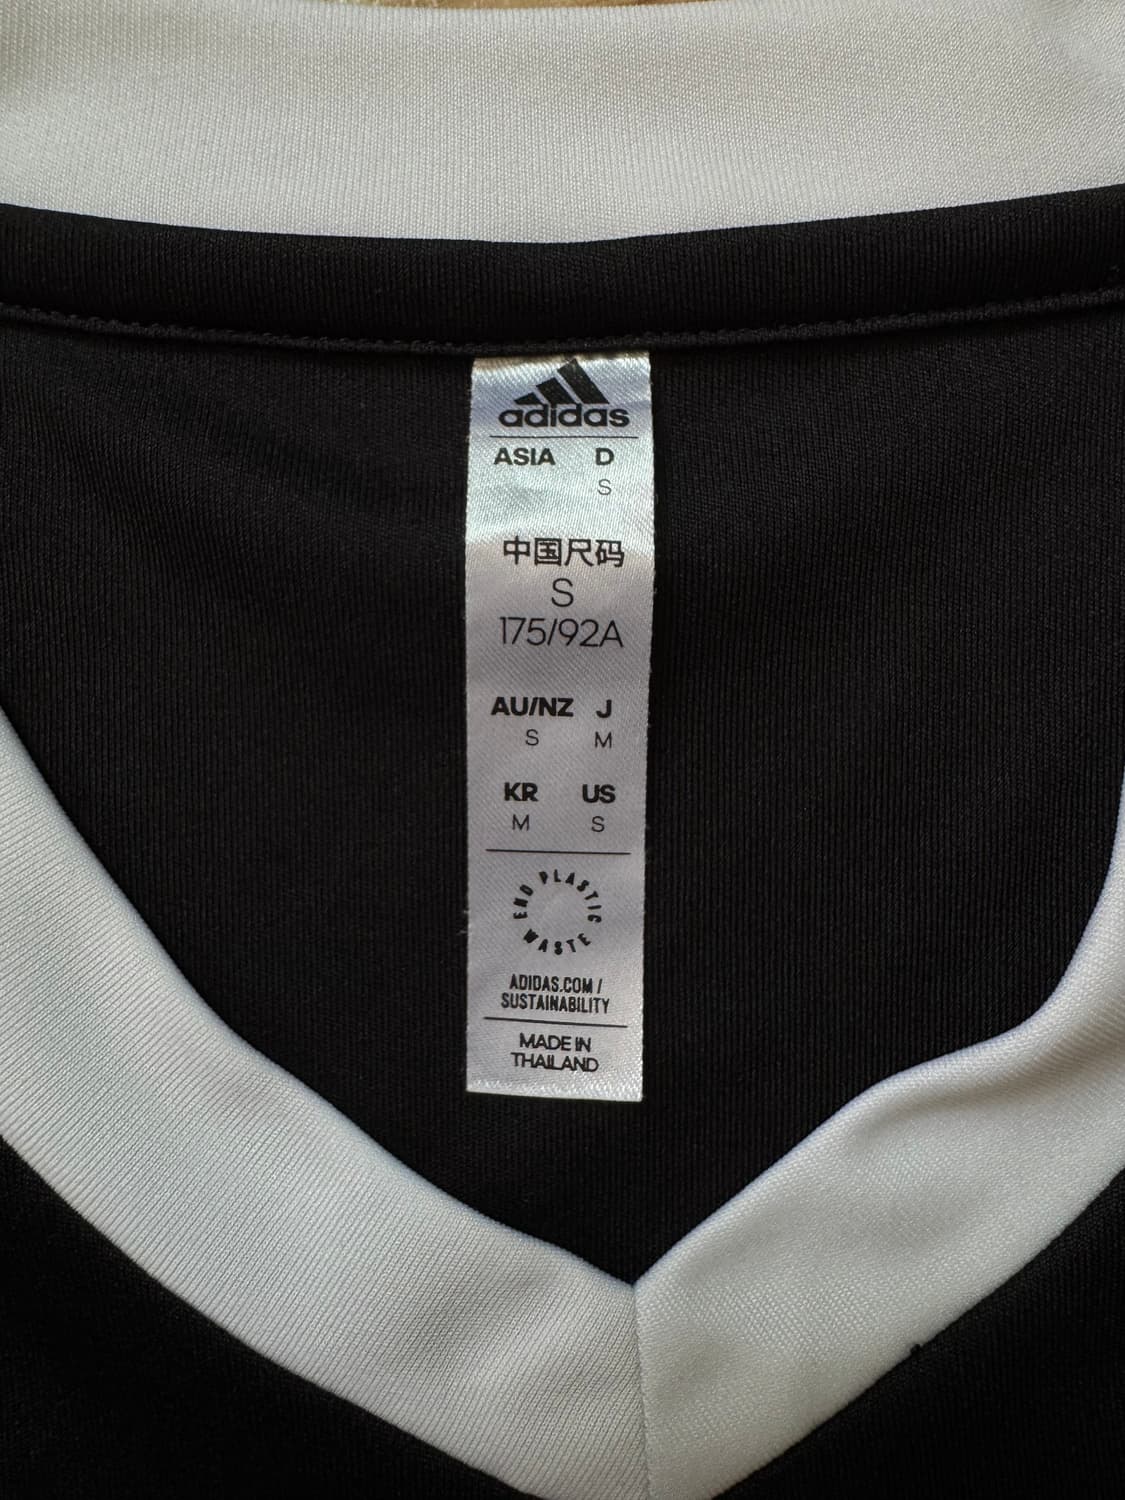 adidas
ASIA D
S
中国尺码
S
175/92A
AU/NZ J
S M
KR US
M S
END PLASTIC WASTE
ADIDAS.COM /
SUSTAINABILITY
MADE IN
THAILAND